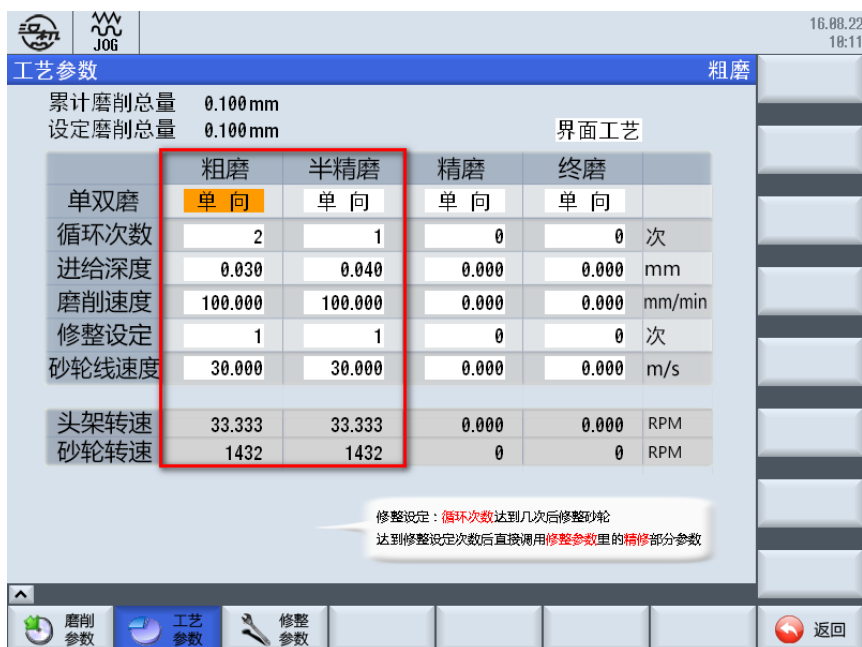 16.08.22
JOG
10:11
工艺参数 粗磨
累计磨削总量 0.100mm
设定磨削总量 0.100mm 界面工艺
粗磨 半精磨 精磨 终磨
单双磨 单向 单向 单向 单向
循环次数 2 1 0 0 次
进给深度 0.030 0.040 0.000 0.000 mm
磨削速度 100.000 100.000 0.000 0.000 mm/min
修整设定 1 1 0 0 次
砂轮线速度 30.000 30.000 0.000 0.000 m/s
头架转速 33.333 33.333 0.000 0.000 RPM
砂轮转速 1432 1432 0 0 RPM
修整设定：循环次数达到几次后修整砂轮
达到修整设定次数后直接调用修整参数里的精修部分参数
磨削 工艺 修整
参数 参数 参数
返回